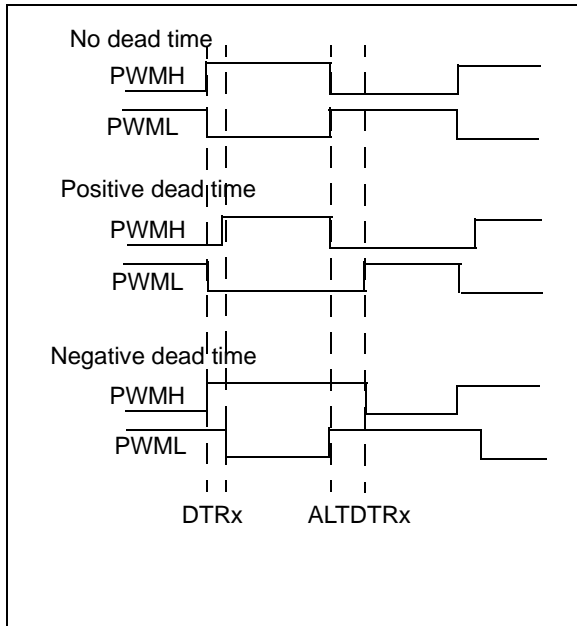 No dead time
PWMH
PWML
Positive dead time
PWMH
PWML
Negative dead time
PWMH
PWML
DTRx ALTDTRx